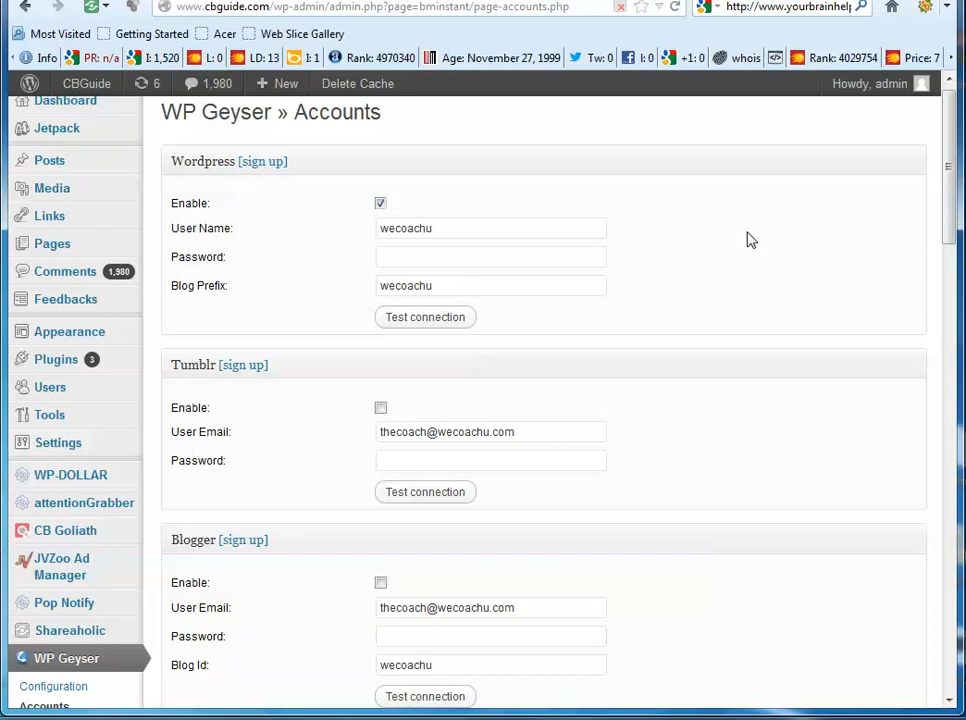 www.cbguide.com/wp-admin/admin.php?page=bminstant/page-accounts.php
http://www.yourbrainhelp
Most Visited Getting Started Acer Web Slice Gallery
Info PR: n/a I: 1,520 L: 0 LD: 13 I: 1 Rank: 4970340 Age: November 27, 1999 Tw: 0 I: 0 +1: 0 whois Rank: 4029754 Price: 7
CBGuide 6 1,980 + New Delete Cache Howdy, admin
Dashboard
Jetpack
Posts
Media
Links
Pages
Comments 1,980
Feedbacks
Appearance
Plugins 3
Users
Tools
Settings
WP-DOLLAR
attentionGrabber
CB Goliath
JVZoo Ad
Manager
Pop Notify
Shareaholic
WP Geyser
Configuration
Accounts
WP Geyser » Accounts
Wordpress [sign up]
Enable:
User Name: wecoachu
Password:
Blog Prefix: wecoachu
Test connection
Tumblr [sign up]
Enable:
User Email: thecoach@wecoachu.com
Password:
Test connection
Blogger [sign up]
Enable:
User Email: thecoach@wecoachu.com
Password:
Blog Id: wecoachu
Test connection